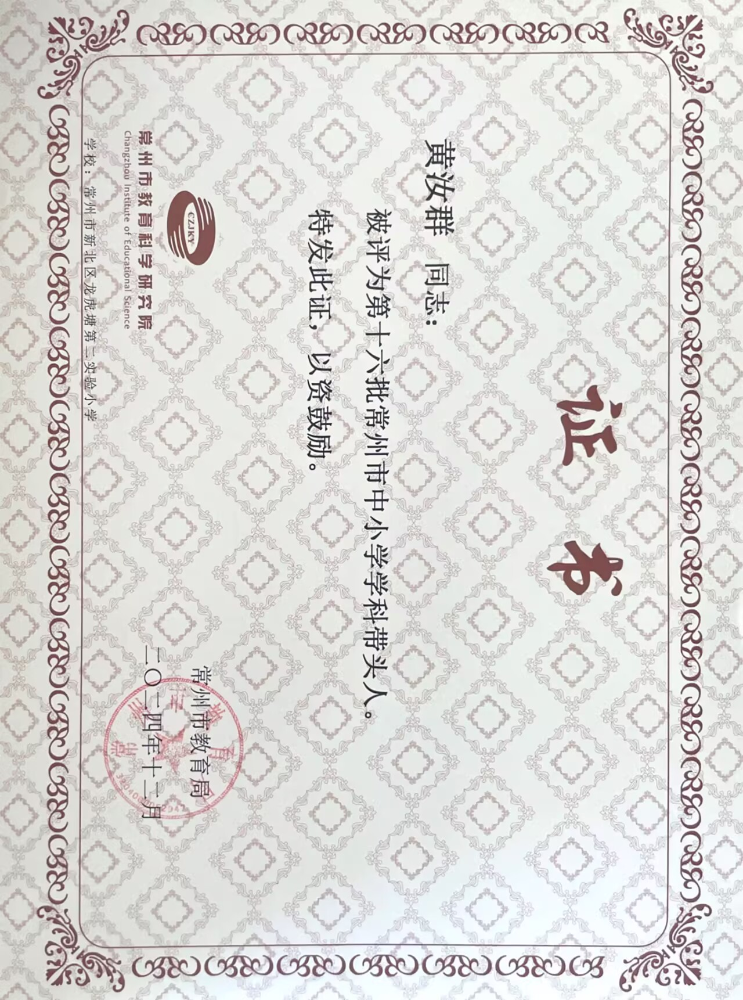 证书
黄汝群 同志：
被评为第十六批常州市中小学学科带头人。
特发此证，以资鼓励。
CZJKY
常州市教育科学研究院
Changzhou Institute of Educational Science
常州市教育局
二〇二四年十二月
学校：常州市新北区龙虎塘第二实验小学